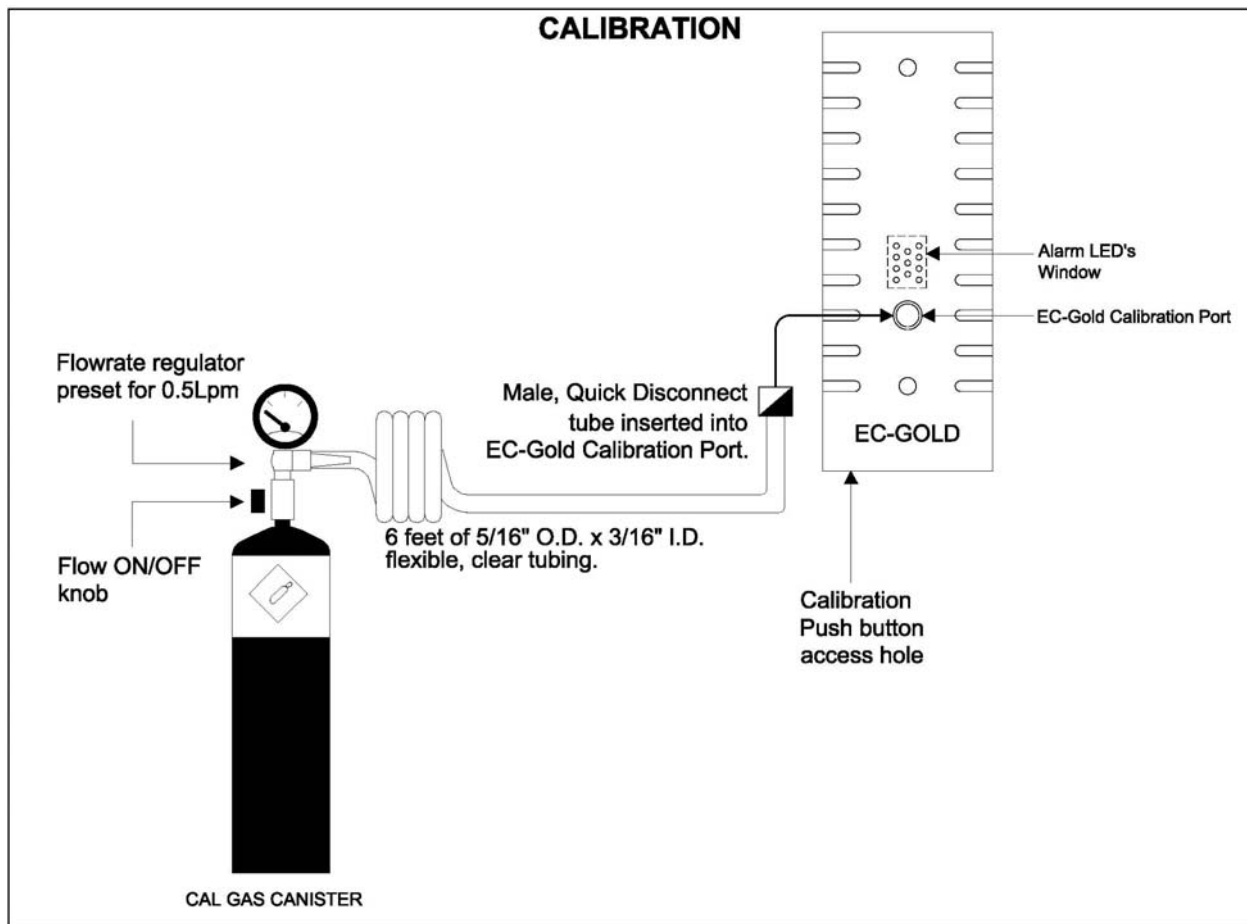 CALIBRATION
Alarm LED's
Window
EC-Gold Calibration Port
Flowrate regulator
preset for 0.5Lpm
Male, Quick Disconnect
tube inserted into
EC-Gold Calibration Port.
EC-GOLD
6 feet of 5/16" O.D. x 3/16" I.D.
flexible, clear tubing.
Flow ON/OFF
knob
Calibration
Push button
access hole
CAL GAS CANISTER